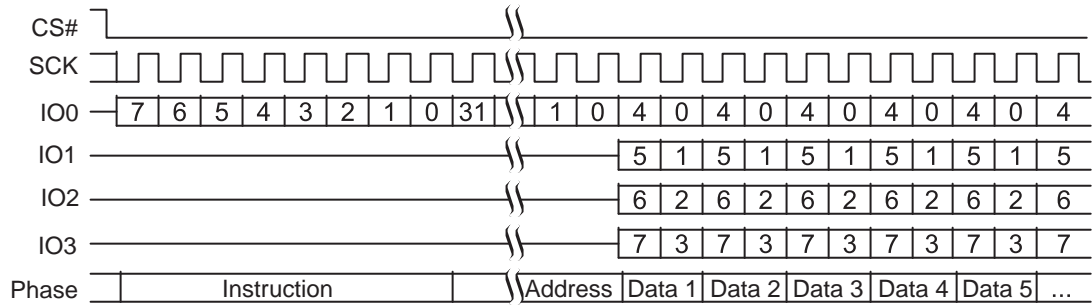 CS#
SCK
IO0 7 6 5 4 3 2 1 0 31 1 0 4 0 4 0 4 0 4 0 4 0 4
IO1 5 1 5 1 5 1 5 1 5 1 5
IO2 6 2 6 2 6 2 6 2 6 2 6
IO3 7 3 7 3 7 3 7 3 7 3 7
Phase Instruction Address Data 1 Data 2 Data 3 Data 4 Data 5 ...